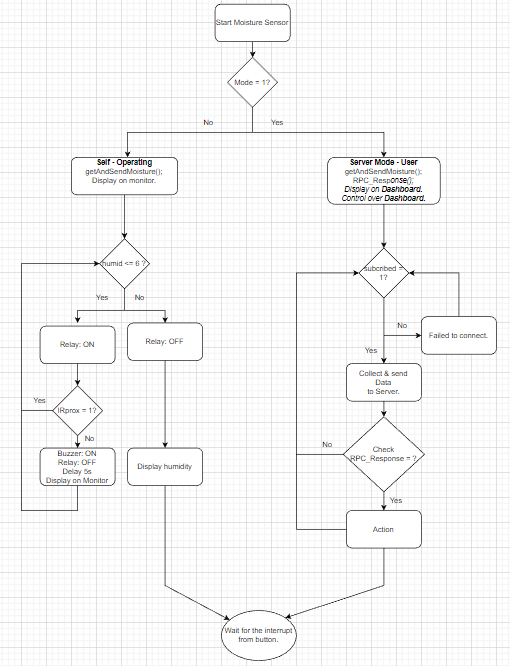 Start Moisture Sensor
Mode = 1?
No
Yes
Self - Operating
getAndSendMoisture();
Display on monitor.
Server Mode - User
getAndSendMoisture();
RPC_Response();
Display on Dashboard.
Control over Dashboard.
humid <= 6 ?
Yes
No
Relay: ON
Relay: OFF
IRprox = 1?
Yes
No
Buzzer: ON
Relay: OFF
Delay 5s
Display on Monitor
Display humidity
subcribed =
1?
No
Failed to connect.
Yes
Collect & send
Data
to Server.
Check
RPC_Response = ?
No
Yes
Action
Wait for the interrupt
from button.